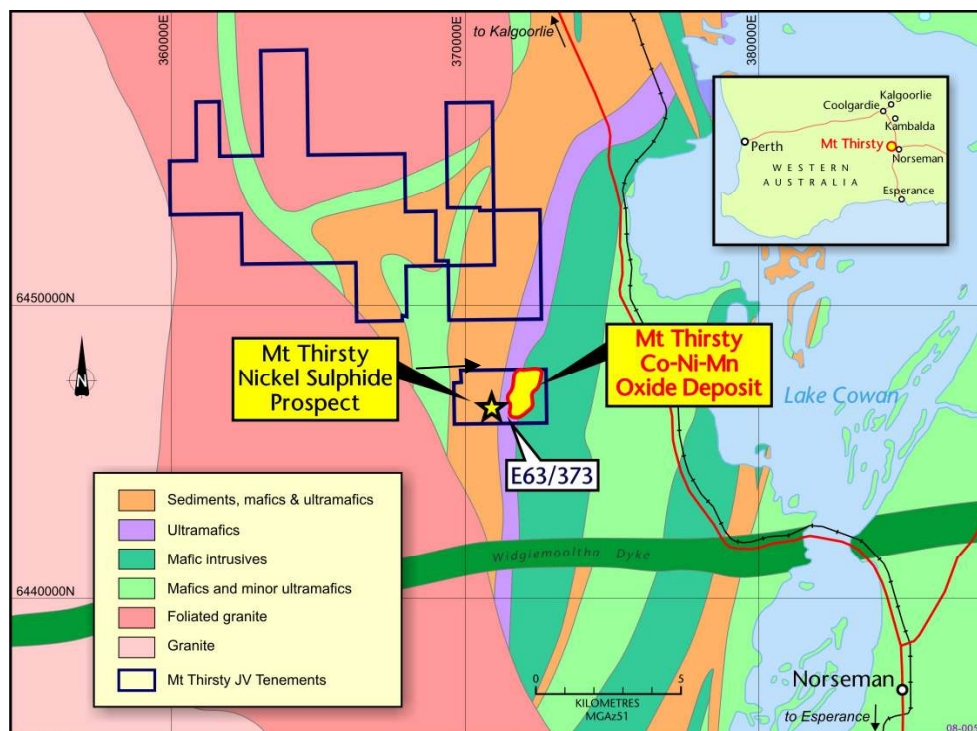 360000E
370000E
380000E
to Kalgoorlie
Kalgoorlie
Coolgardie
Kambalda
Perth
Mt Thirsty
Norseman
WESTERN
AUSTRALIA
Esperance
6450000N
Mt Thirsty
Nickel Sulphide
Prospect
Mt Thirsty
Co-Ni-Mn
Oxide Deposit
N
Lake Cowan
E63/373
Sediments, mafics & ultramafics
Ultramafics
Mafic intrusives
Mafics and minor ultramafics
Foliated granite
Granite
Mt Thirsty JV Tenements
Widgiemooltha Dyke
6440000N
0 5
KILOMETRES
MGAz51
Norseman
to Esperance